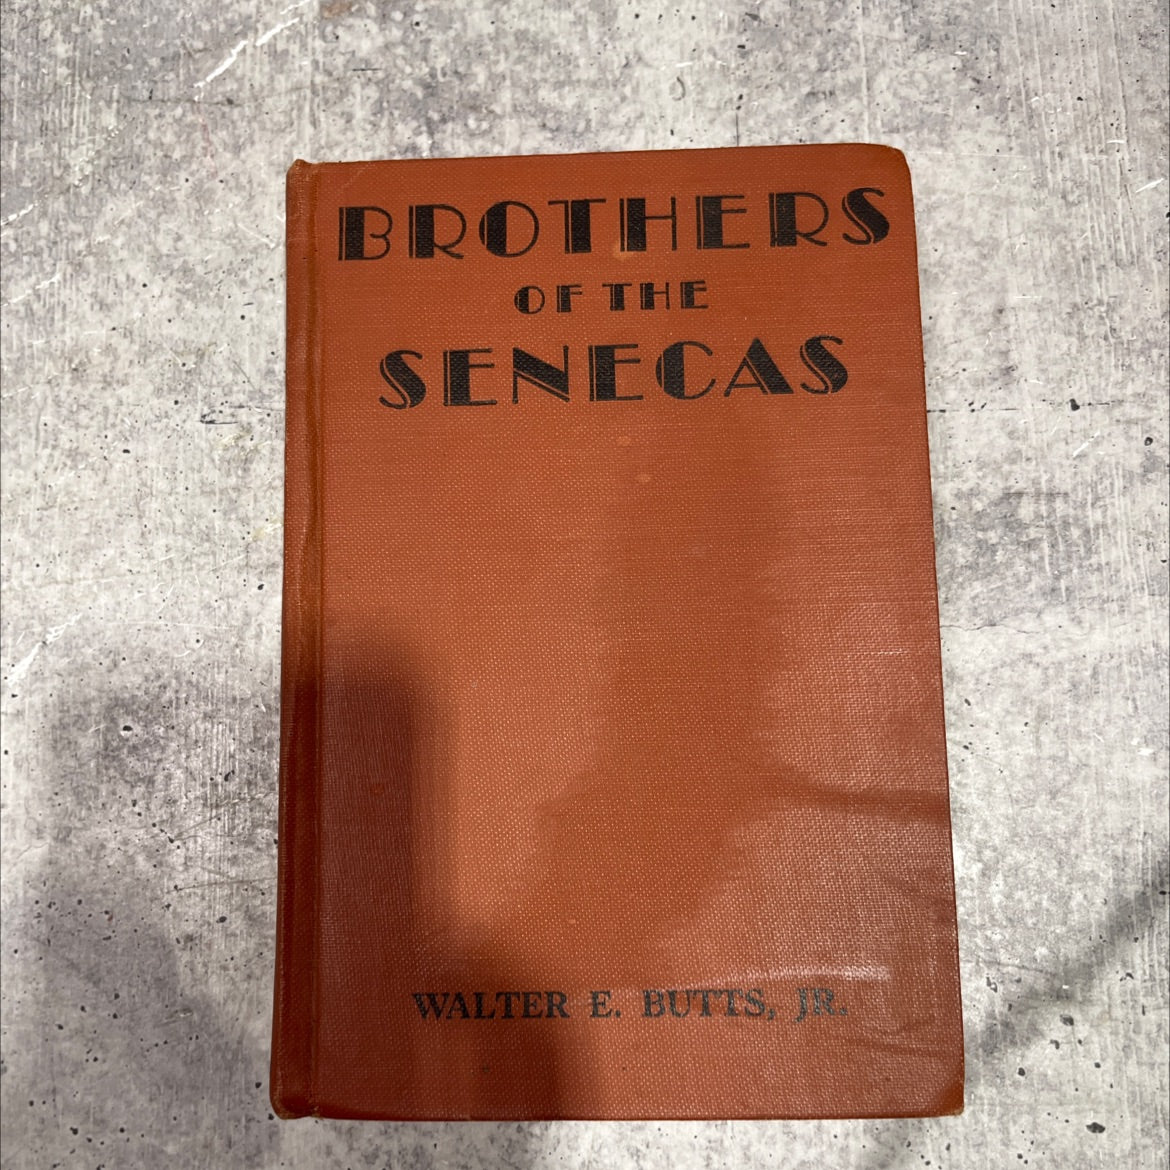 BROTHERS
OF THE
SENECAS
WALTER E. BUTTS, JR.